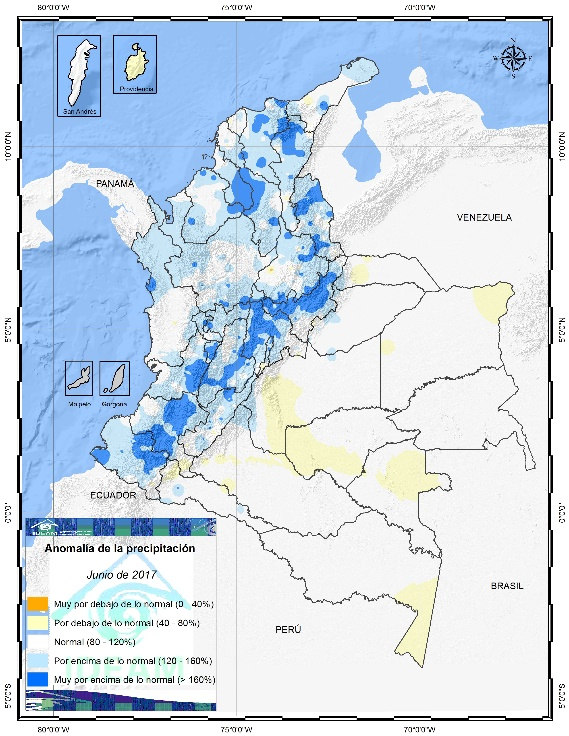 80°0'0"W 75°0'0"W 70°0'0"W
San Andrés
Providencia
N
W E
S
10°0'0"N
10°0'0"N
PANAMÁ
VENEZUELA
5°0'0"N
5°0'0"N
Malpelo
Gorgona
ECUADOR
0°0'0"
0°0'0"
IDEAM
Anomalía de la precipitación
Junio de 2017
Muy por debajo de lo normal (0 - 40%)
Por debajo de lo normal (40 - 80%)
Normal (80 - 120%)
Por encima de lo normal (120 - 160%)
Muy por encima de lo normal (> 160%)
IDEAM
BRASIL
PERÚ
5°0'0"S
5°0'0"S
80°0'0"W 75°0'0"W 70°0'0"W